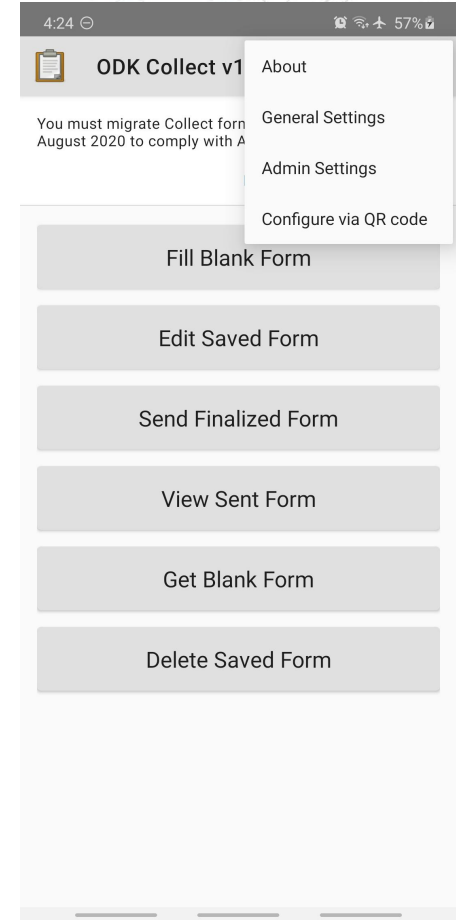 4:24 57%
ODK Collect v1
About
You must migrate Collect
August 2020 to comply with
General Settings
Admin Settings
Configure via QR code
Fill Blank Form
Edit Saved Form
Send Finalized Form
View Sent Form
Get Blank Form
Delete Saved Form